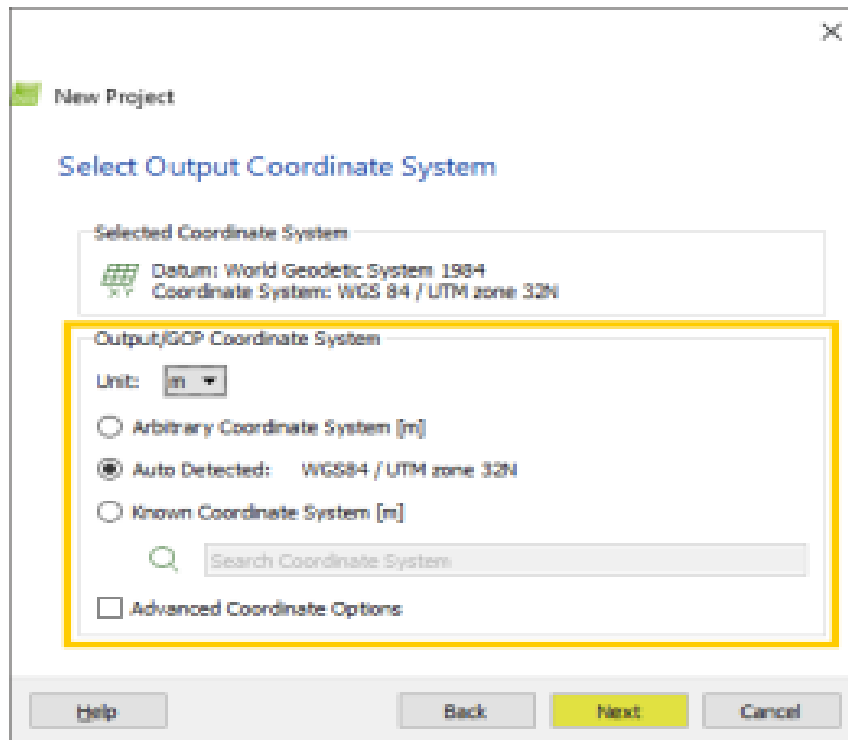 New Project
Select Output Coordinate System
Selected Coordinate System
Datum: World Geodetic System 1984
Coordinate System: WGS 84 / UTM zone 32N
Output/GCP Coordinate System
Unit: m
Arbitrary Coordinate System [m]
Auto Detected: WGS84 / UTM zone 32N
Known Coordinate System [m]
Search Coordinate System
Advanced Coordinate Options
Help Back Next Cancel